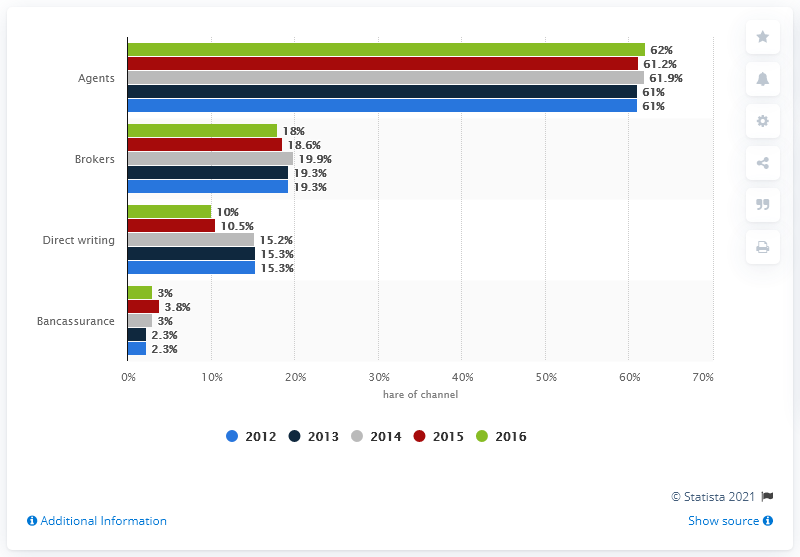 Agents
62%
61.2%
61.9%
61%
61%
Brokers
18%
18.6%
19.9%
19.3%
19.3%
Direct writing
10%
10.5%
15.2%
15.3%
15.3%
Bancassurance
3%
3.8%
3%
2.3%
2.3%
0% 10% 20% 30% 40% 50% 60% 70%
hare of channel
2012 2013 2014 2015 2016
© Statista 2021
Additional Information
Show source